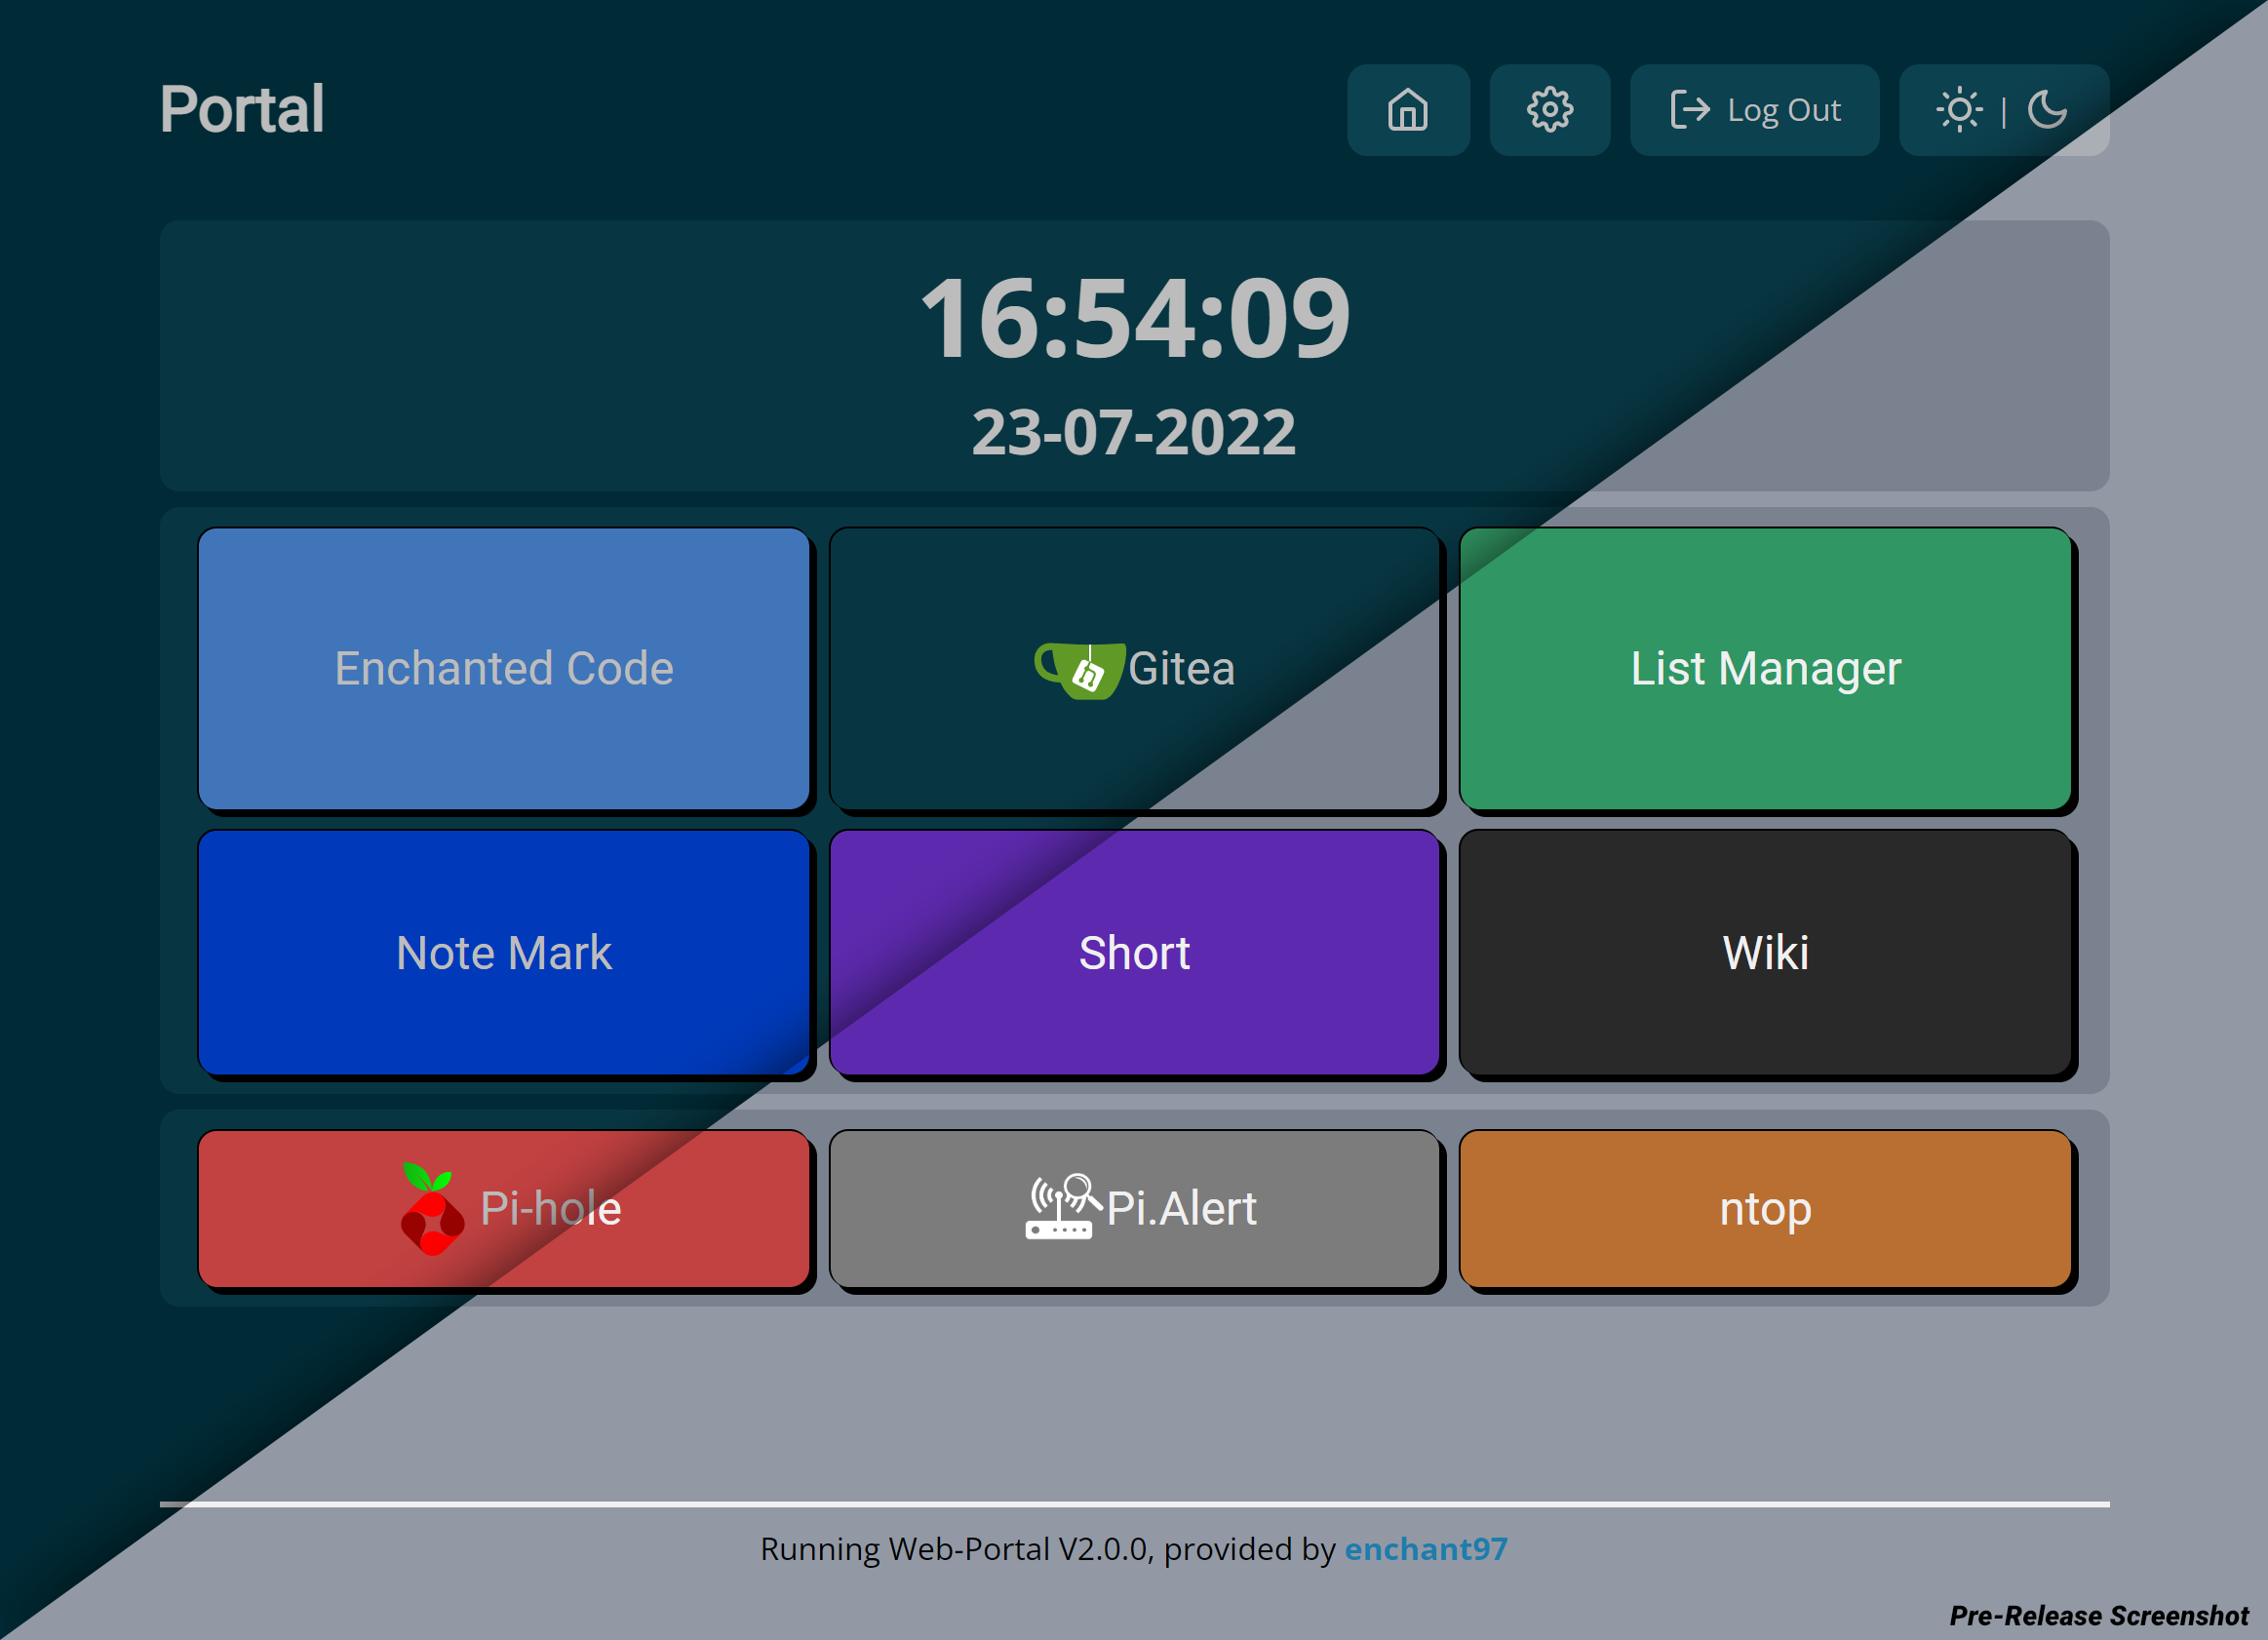 Portal
Log Out
|
16:54:09
23-07-2022
Enchanted Code
Gitea
List Manager
Note Mark
Short
Wiki
Pi-hole
Pi.Alert
ntop
Running Web-Portal V2.0.0, provided by enchant97
Pre-Release Screenshot